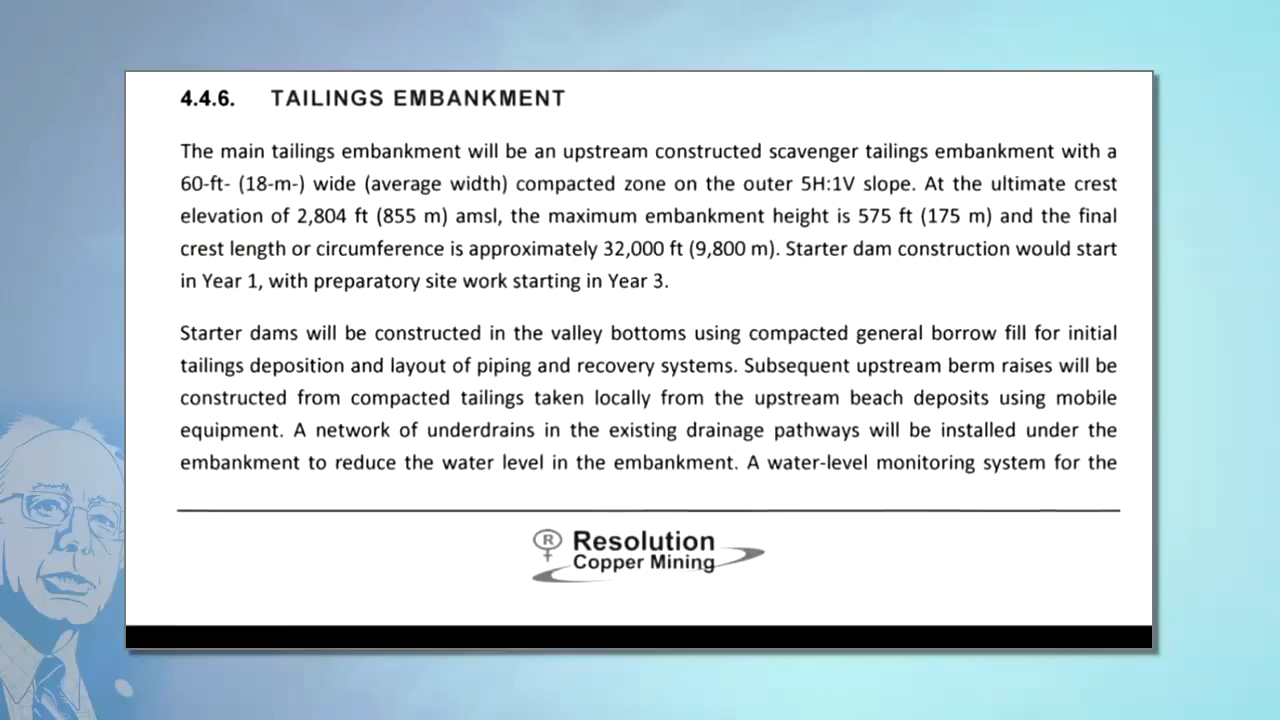 4.4.6. TAILINGS EMBANKMENT
The main tailings embankment will be an upstream constructed scavenger tailings embankment with a
60-ft- (18-m-) wide (average width) compacted zone on the outer 5H:1V slope. At the ultimate crest
elevation of 2,804 ft (855 m) amsl, the maximum embankment height is 575 ft (175 m) and the final
crest length or circumference is approximately 32,000 ft (9,800 m). Starter dam construction would start
in Year 1, with preparatory site work starting in Year 3.
Starter dams will be constructed in the valley bottoms using compacted general borrow fill for initial
tailings deposition and layout of piping and recovery systems. Subsequent upstream berm raises will be
constructed from compacted tailings taken locally from the upstream beach deposits using mobile
equipment. A network of underdrains in the existing drainage pathways will be installed under the
embankment to reduce the water level in the embankment. A water-level monitoring system for the
R
Resolution
Copper Mining